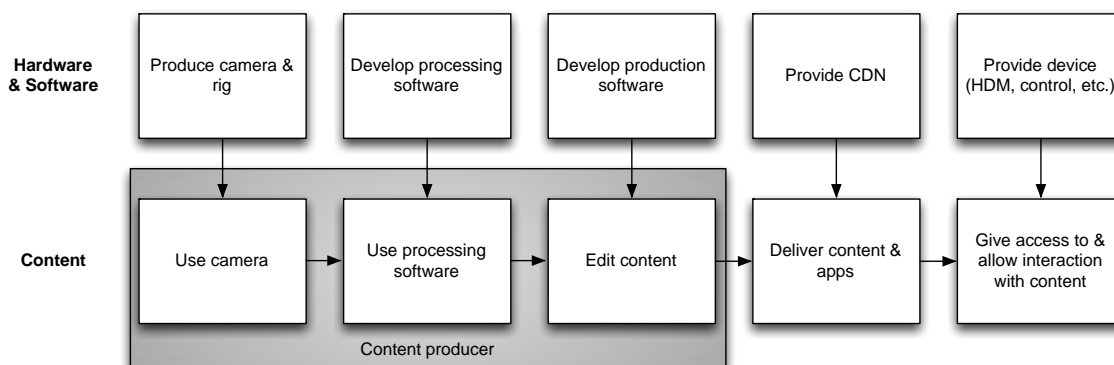 Hardware
& Software
Produce camera &
rig
Develop processing
software
Develop production
software
Provide CDN
Provide device
(HDM, control, etc.)
Content
Use camera
Use processing
software
Edit content
Deliver content &
apps
Give access to &
allow interaction
with content
Content producer